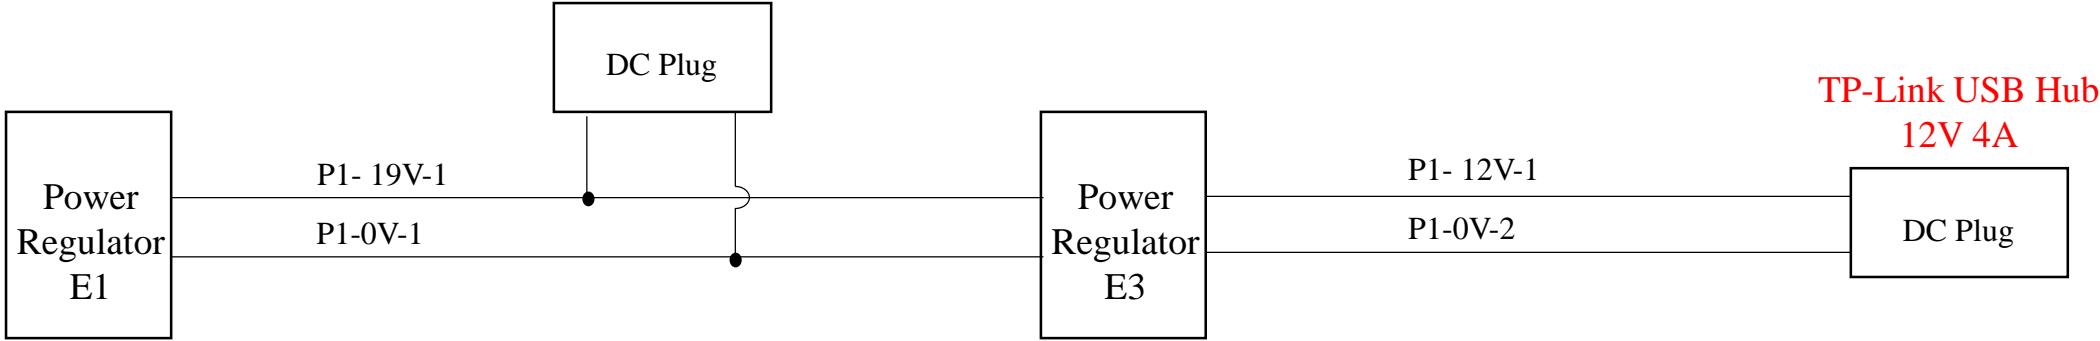 DC Plug
TP-Link USB Hub
12V 4A
Power
Regulator
E1
P1- 19V-1
P1-0V-1
Power
Regulator
E3
P1- 12V-1
P1-0V-2
DC Plug